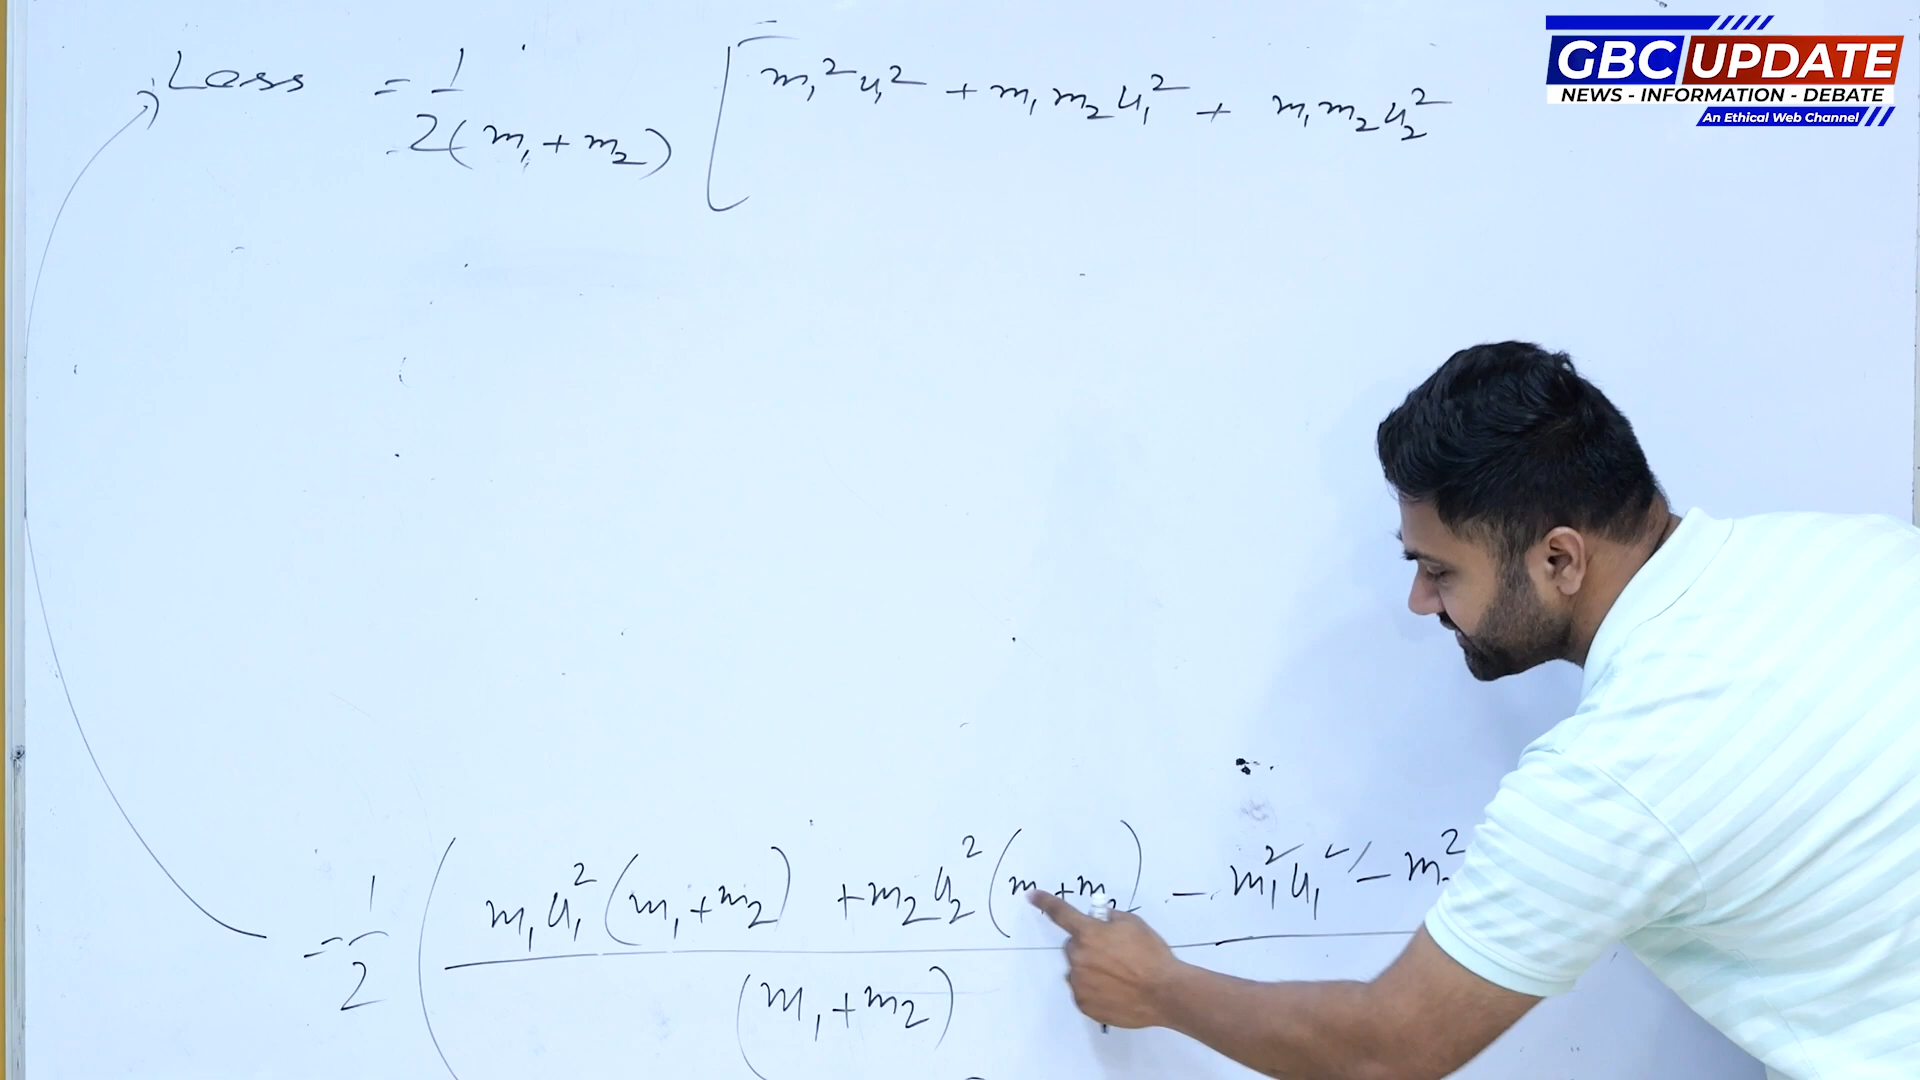 GBC UPDATE
NEWS - INFORMATION - DEBATE
An Ethical Web Channel
Loss = 1/2(m₁ + m₂) [m₁²u₁² + m₁m₂u₁² + m₁m₂u₂²
= 1/2 (m₁u₁²(m₁+m₂) + m₂u₂²(m₁+m₂) - m₁²u₁² - m₂²
(m₁+m₂)